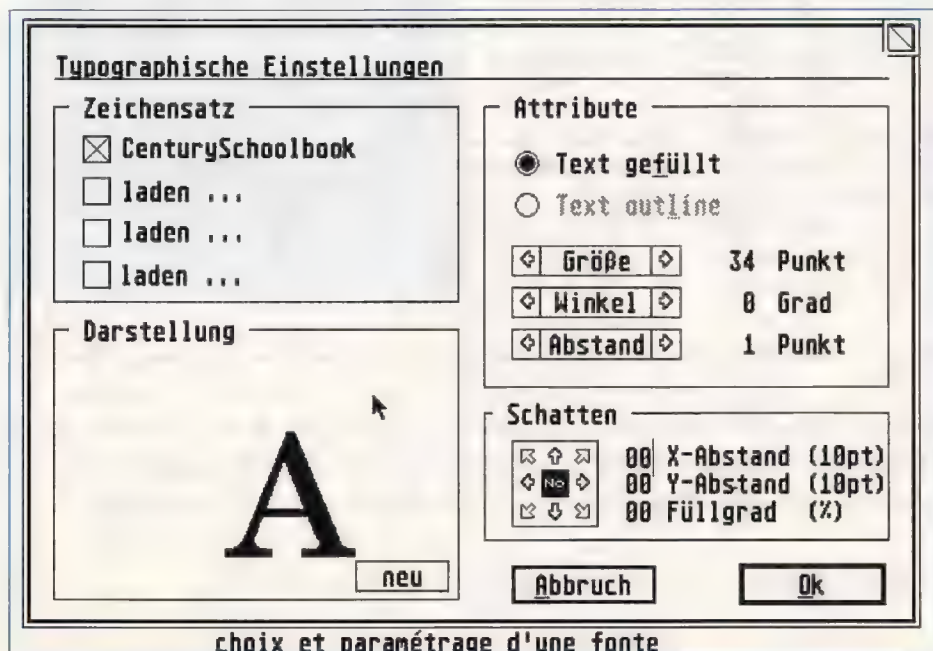 Typographische Einstellungen
Zeichensatz
CenturySchoolbook
laden ...
laden ...
laden ...
Darstellung
A
neu
Attribute
Text gefüllt
Text outline
Größe 34 Punkt
Winkel 0 Grad
Abstand 1 Punkt
Schatten
No
00 X-Abstand (10pt)
00 Y-Abstand (10pt)
00 Füllgrad (%)
Abbruch
Ok
choix et paramétrage d'une fonte